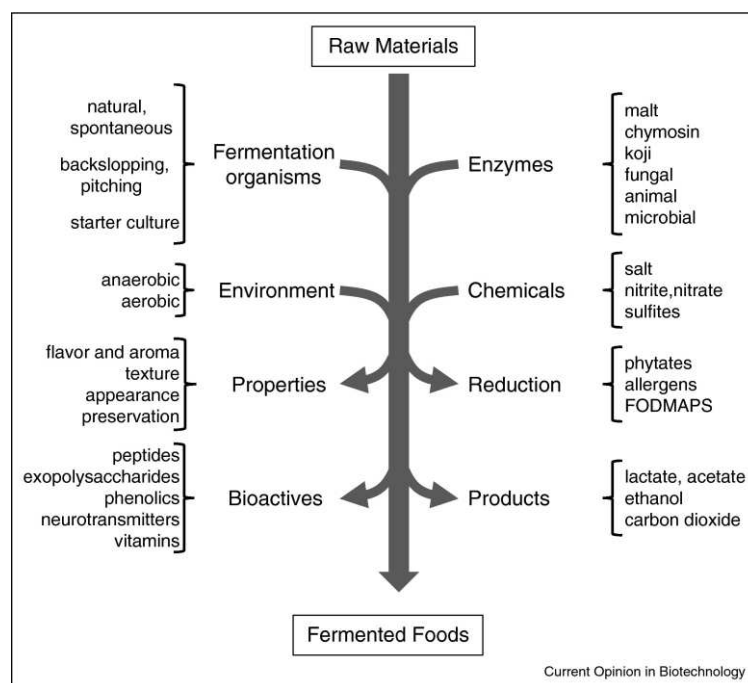 Raw Materials
natural,
spontaneous
backslopping,
pitching
starter culture
Fermentation
organisms
Enzymes
malt
chymosin
koji
fungal
animal
microbial
anaerobic
aerobic
Environment
Chemicals
salt
nitrite,nitrate
sulfites
flavor and aroma
texture
appearance
preservation
Properties
Reduction
phytates
allergens
FODMAPS
peptides
exopolysaccharides
phenolics
neurotransmitters
vitamins
Bioactives
Products
lactate, acetate
ethanol
carbon dioxide
Fermented Foods
Current Opinion in Biotechnology